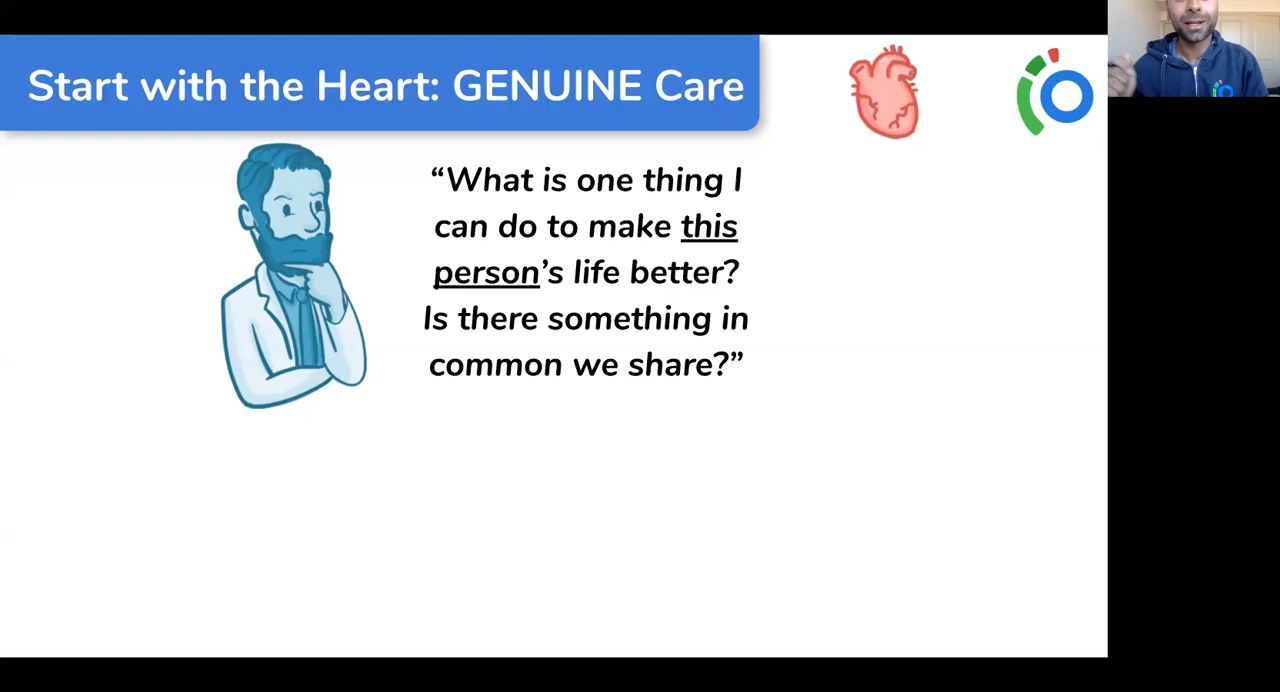 Start with the Heart: GENUINE Care
“What is one thing I
can do to make this
person’s life better?
Is there something in
common we share?”